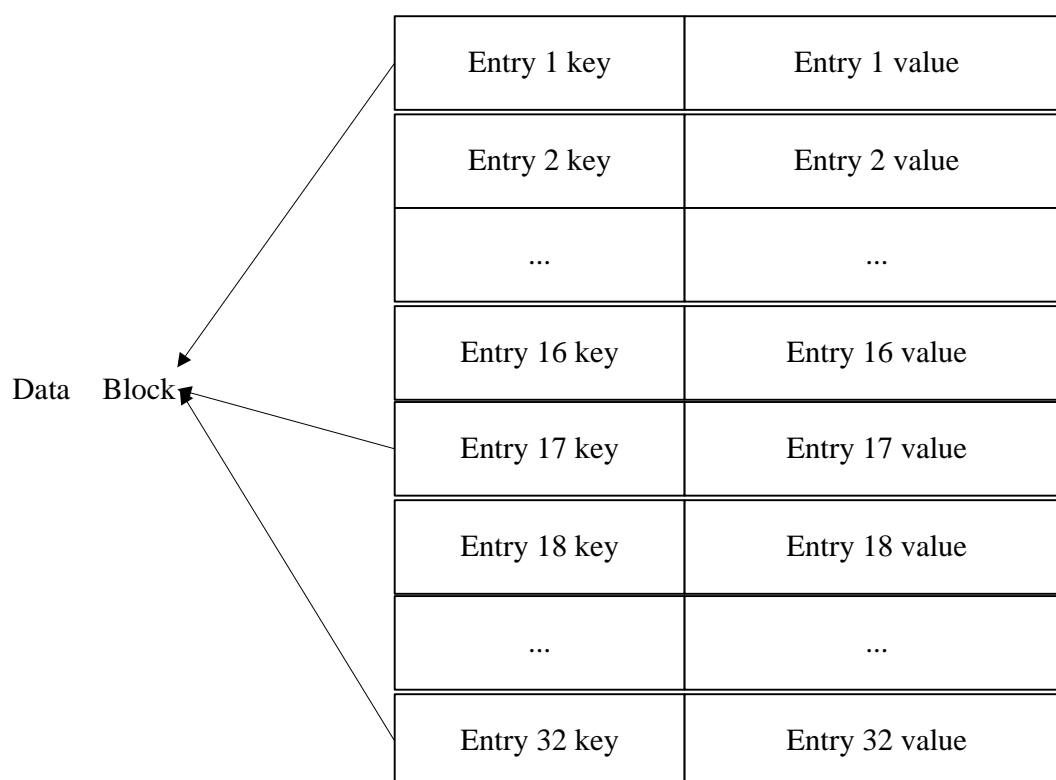 Entry 1 key Entry 1 value
Entry 2 key Entry 2 value
... ...
Entry 16 key Entry 16 value
Data Block
Entry 17 key Entry 17 value
Entry 18 key Entry 18 value
... ...
Entry 32 key Entry 32 value